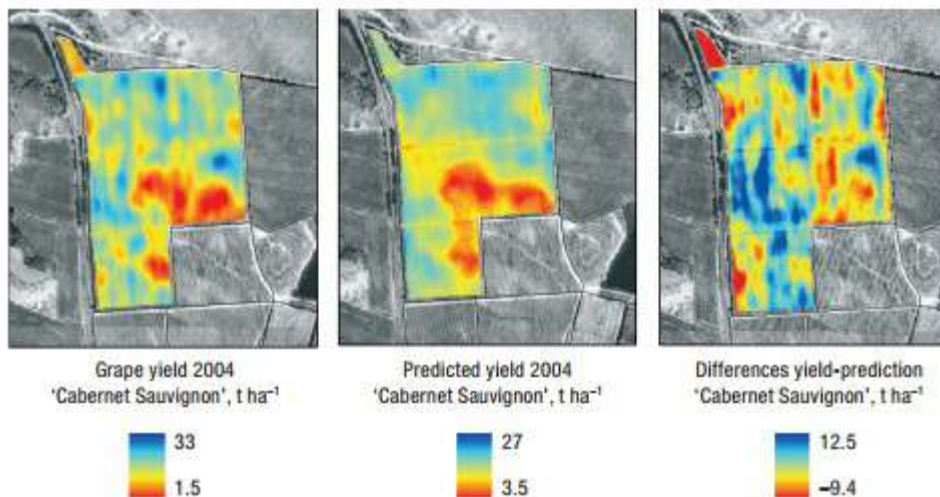 Grape yield 2004
'Cabernet Sauvignon', t ha⁻¹
33
1.5
Predicted yield 2004
'Cabernet Sauvignon', t ha⁻¹
27
3.5
Differences yield-prediction
'Cabernet Sauvignon', t ha⁻¹
12.5
–9.4